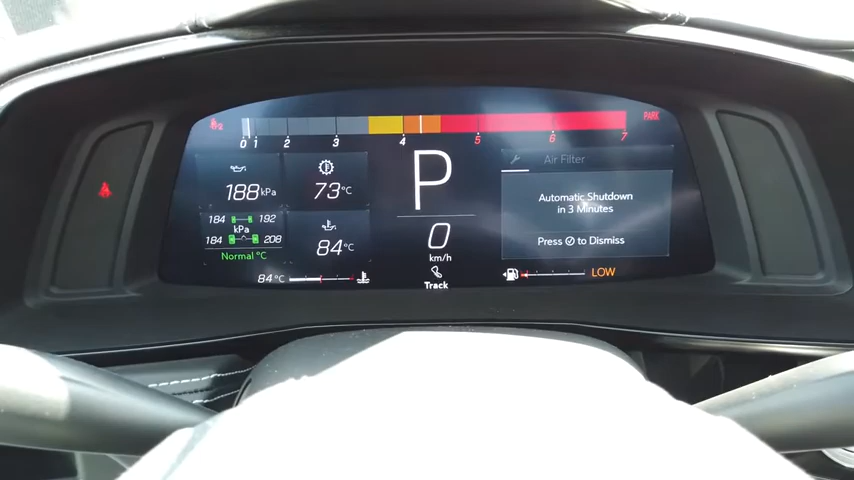 2
PARK
0 1 2 3 4 5 6 7
188 kPa
73 °C
184 192
kPa
184 208
Normal °C
84 °C
84 °C
P
0
km/h
Track
Air Filter
Automatic Shutdown
in 3 Minutes
Press to Dismiss
LOW